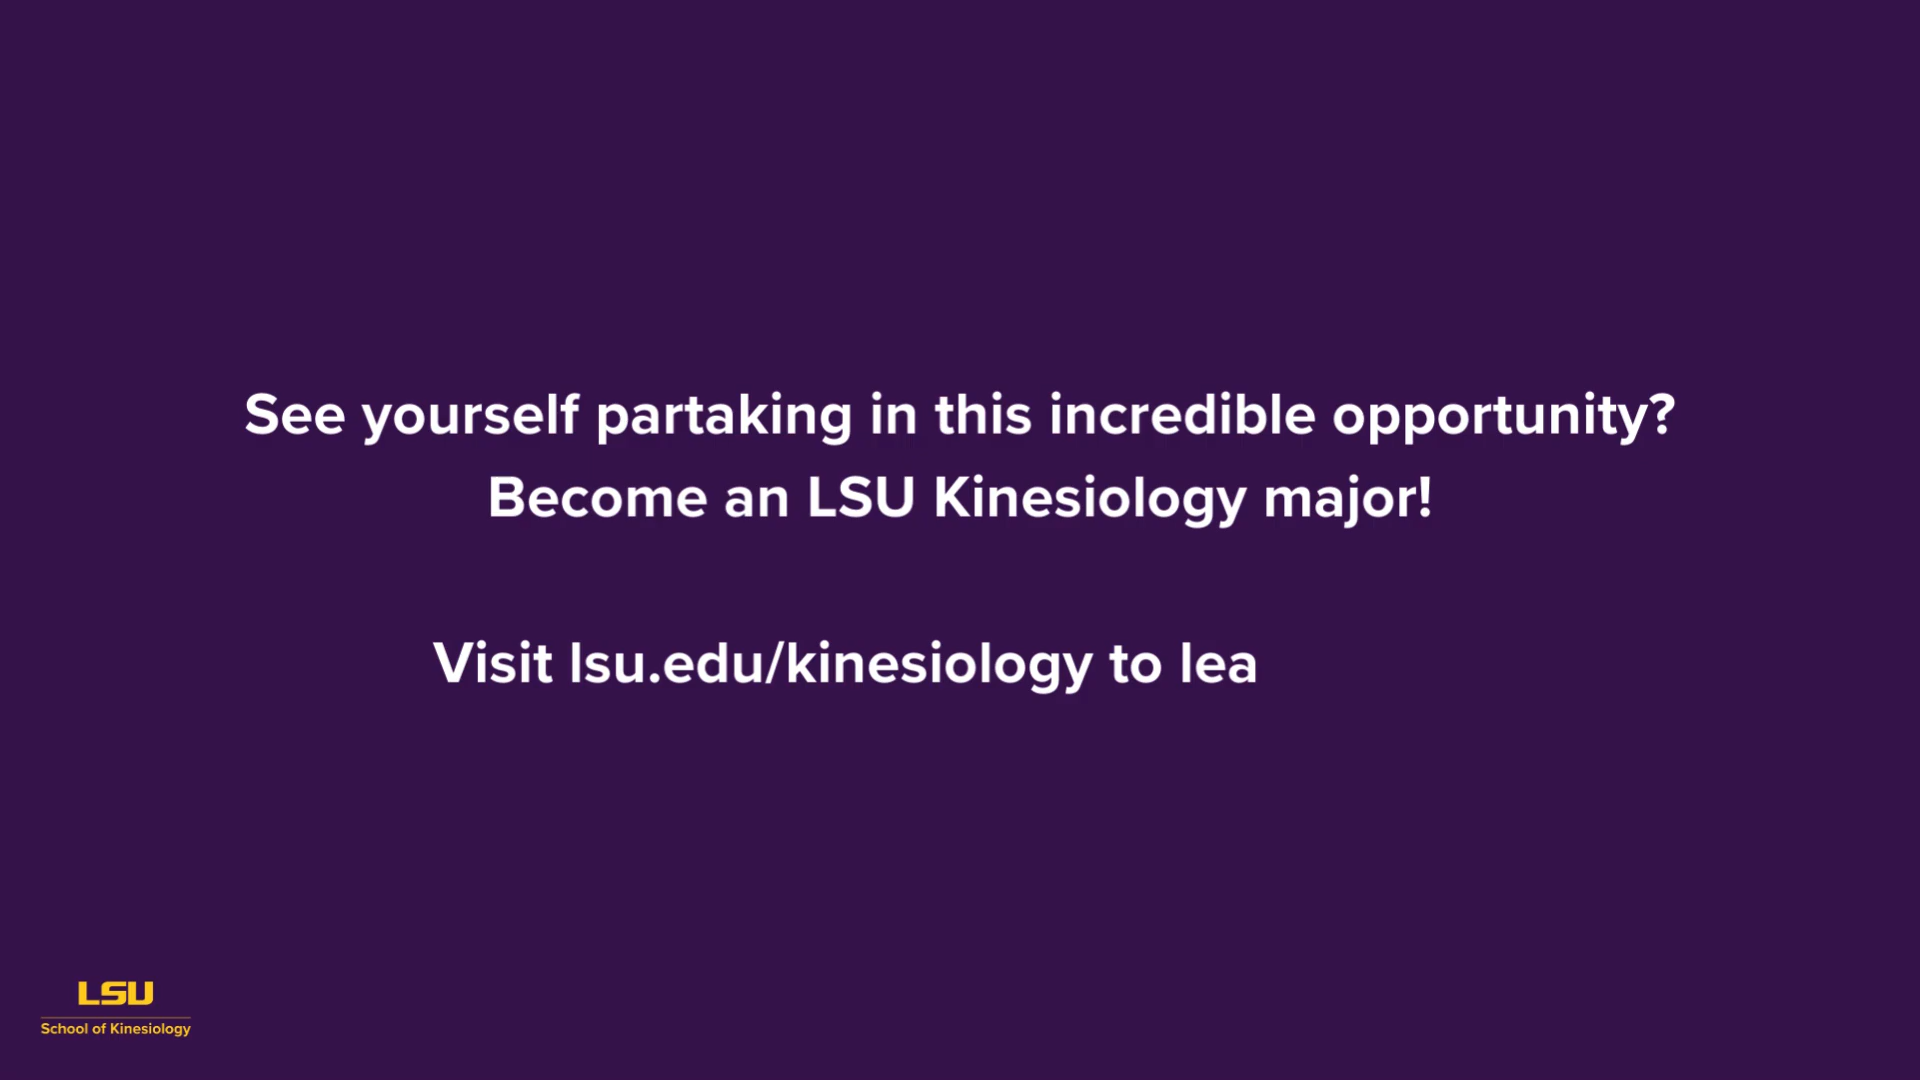 See yourself partaking in this incredible opportunity?
Become an LSU Kinesiology major!
Visit lsu.edu/kinesiology to lea
LSU
School of Kinesiology